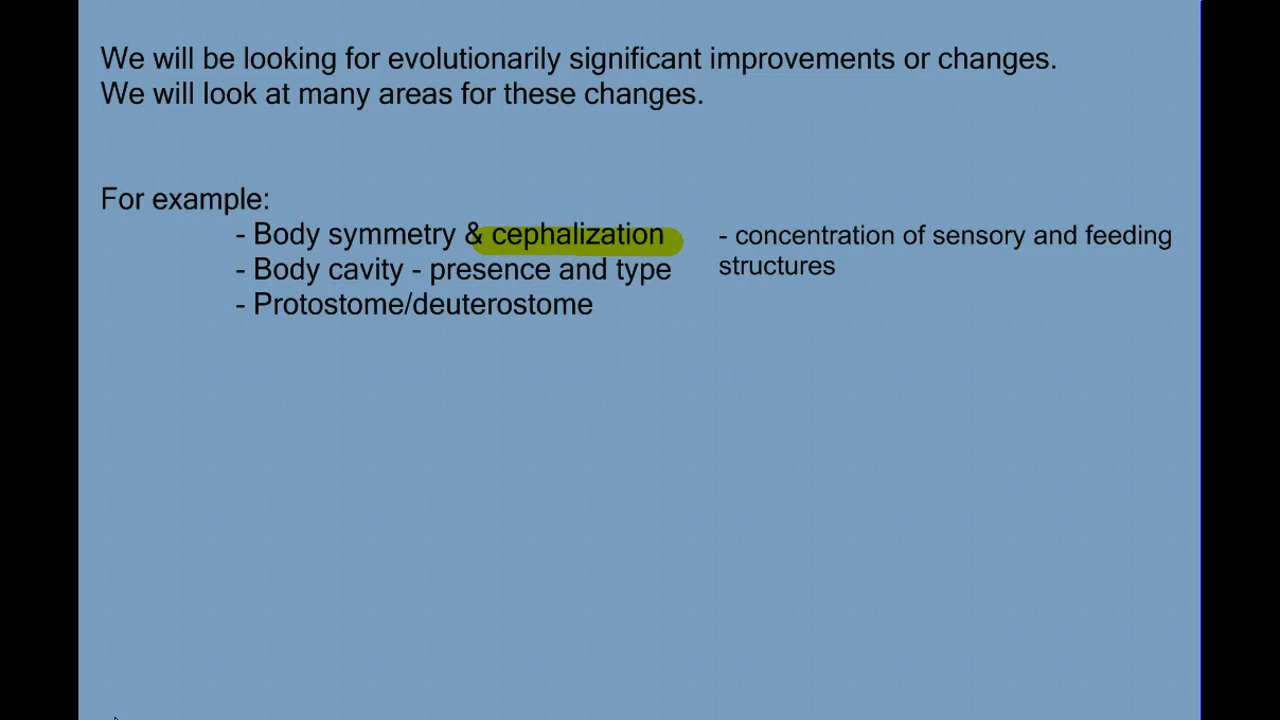 We will be looking for evolutionarily significant improvements or changes.
We will look at many areas for these changes.
For example:
- Body symmetry & cephalization
- concentration of sensory and feeding
structures
- Body cavity - presence and type
- Protostome/deuterostome